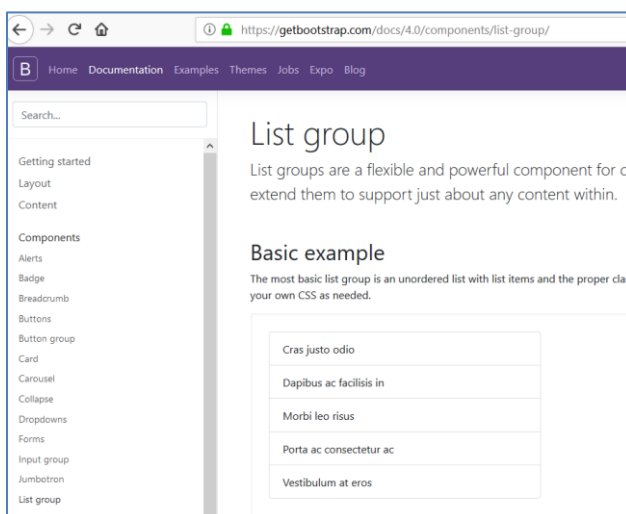 https://getbootstrap.com/docs/4.0/components/list-group/
B Home Documentation Examples Themes Jobs Expo Blog
Search...
Getting started
Layout
Content
Components
Alerts
Badge
Breadcrumb
Buttons
Button group
Card
Carousel
Collapse
Dropdowns
Forms
Input group
Jumbotron
List group
List group
List groups are a flexible and powerful component for
extend them to support just about any content within.
Basic example
The most basic list group is an unordered list with list items and the proper
your own CSS as needed.
Cras justo odio
Dapibus ac facilisis in
Morbi leo risus
Porta ac consectetur ac
Vestibulum at eros